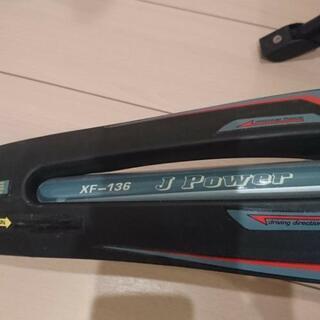 XF-136 J Power
driving direction